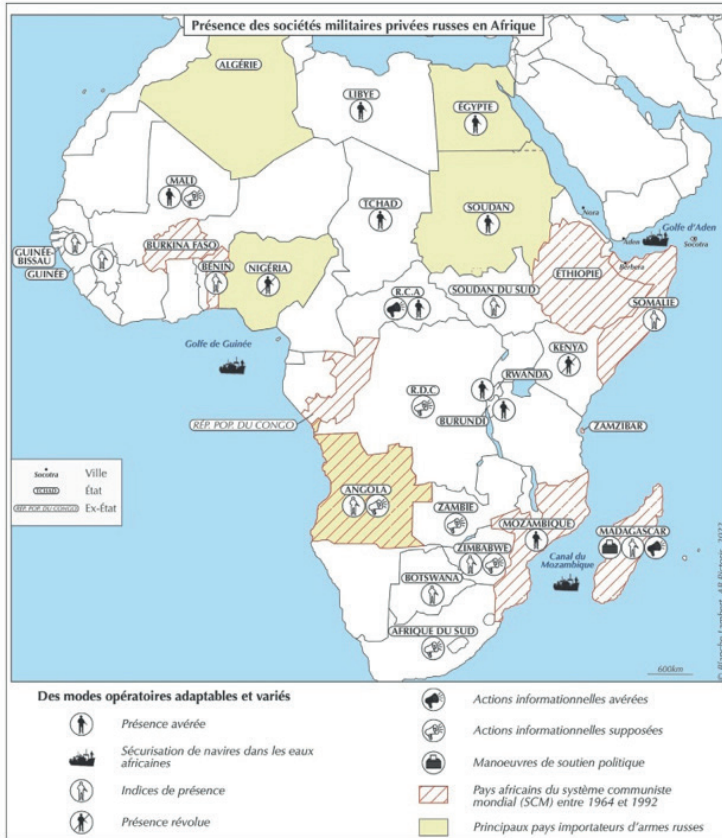 Présence des sociétés militaires privées russes en Afrique
ALGÉRIE
LIBYE
ÉGYPTE
MALI
TCHAD
SOUDAN
Nora
Golfe d'Aden
Aden
Socotra
Berbera
GUINÉE-
BISSAU
GUINÉE
BURKINA FASO
BÉNIN
NIGÉRIA
R.C.A
SOUDAN DU SUD
ÉTHIOPIE
SOMALIE
Golfe de Guinée
KENYA
RWANDA
R.D.C
BURUNDI
RÉP. POP. DU CONGO
ZAMZIBAR
Socotra Ville
TCHAD État
RÉP. POP. DU CONGO Ex-État
ANGOLA
ZAMBIE
MOZAMBIQUE
MADAGASCAR
ZIMBABWE
Canal du
Mozambique
BOTSWANA
AFRIQUE DU SUD
600km
Des modes opératoires adaptables et variés
Présence avérée
Sécurisation de navires dans les eaux
africaines
Indices de présence
Présence révolue
Actions informationnelles avérées
Actions informationnelles supposées
Manoeuvres de soutien politique
Pays africains du système communiste
mondial (SCM) entre 1964 et 1992
Principaux pays importateurs d'armes russes